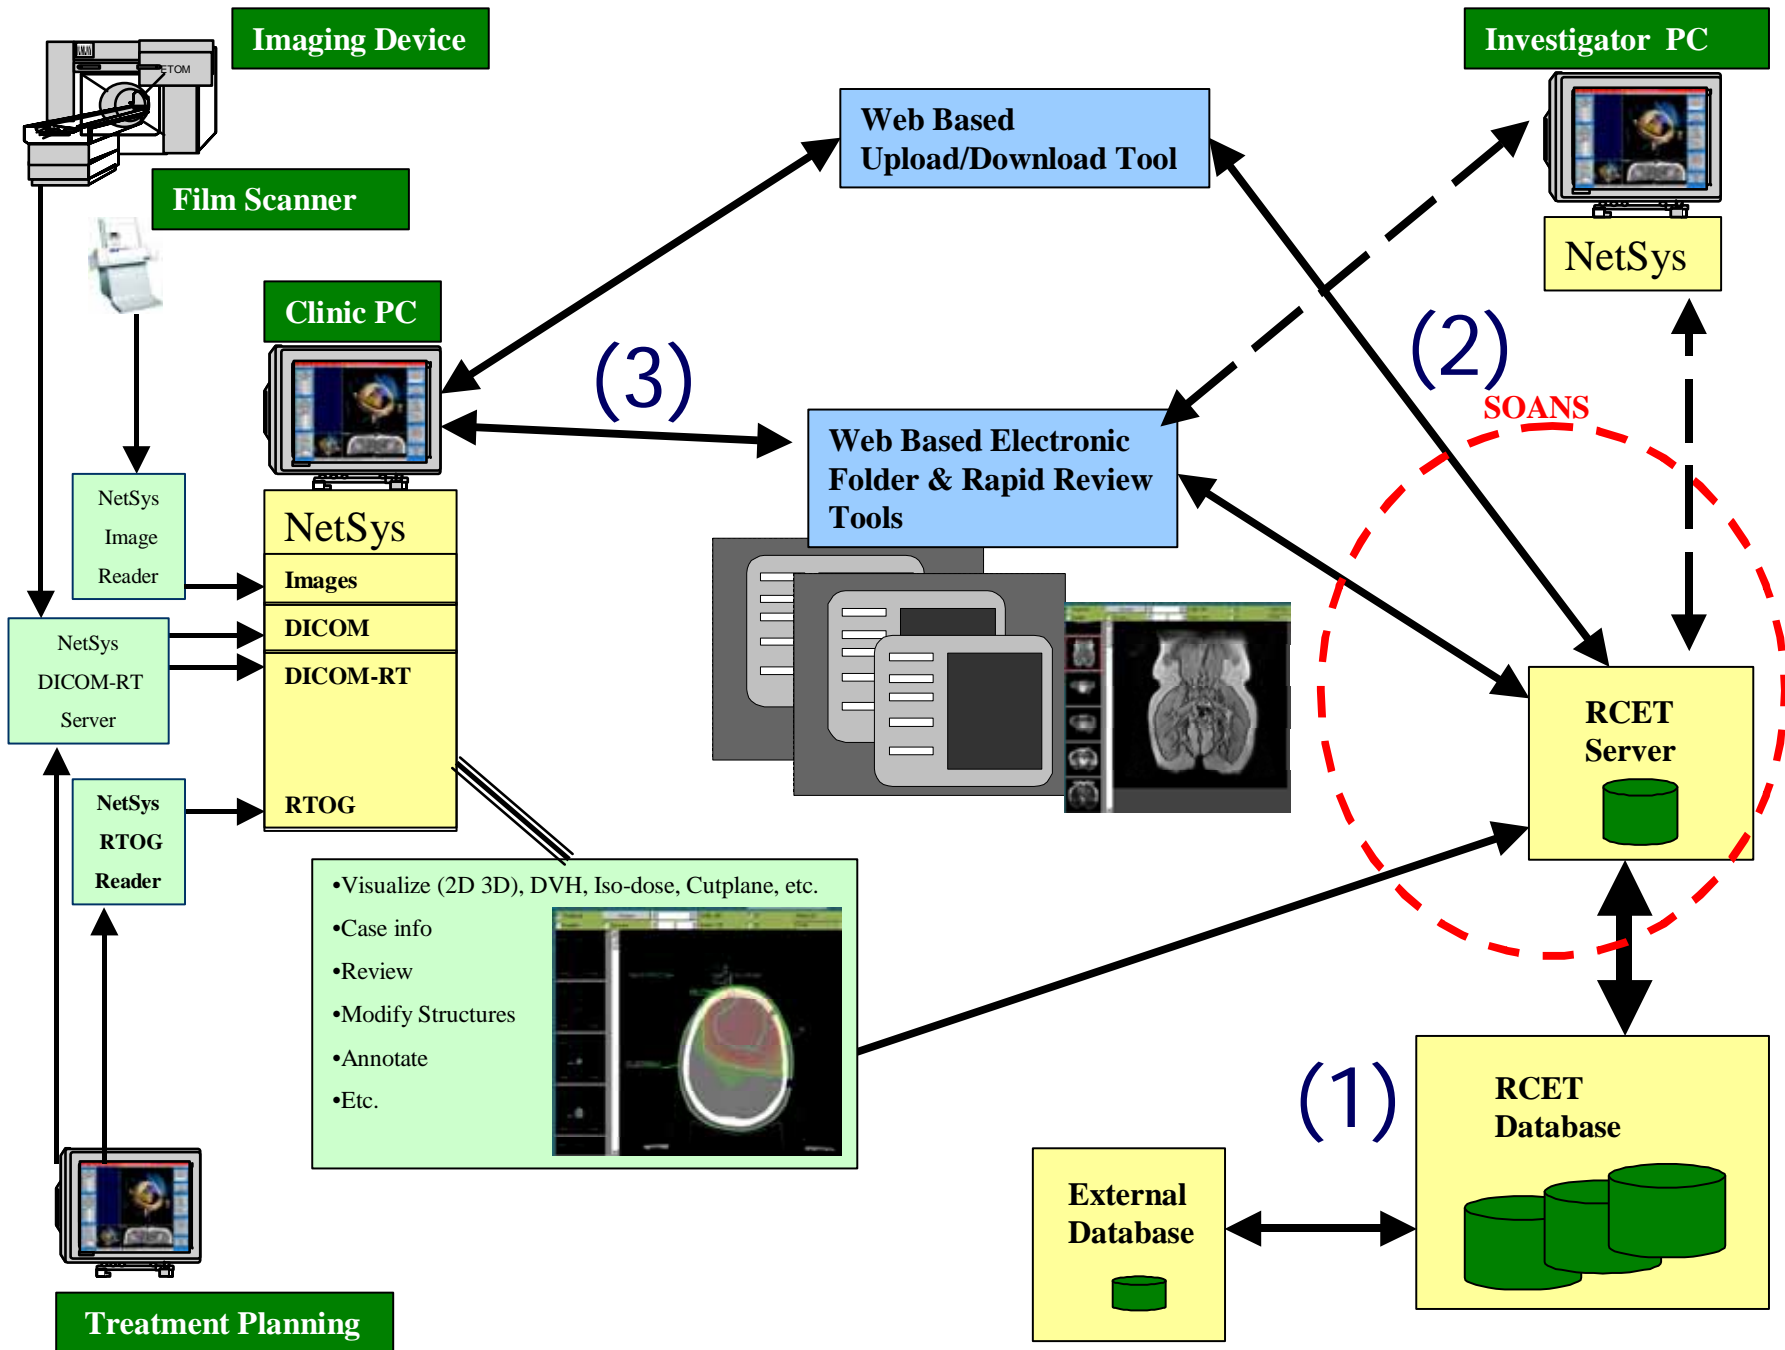 Imaging Device
ETOM
Film Scanner
Clinic PC
Web Based
Upload/Download Tool
Investigator PC
NetSys
(3)
(2)
SOANS
Web Based Electronic
Folder & Rapid Review
Tools
NetSys
Image
Reader
NetSys
Images
DICOM
DICOM-RT
RTOG
NetSys
DICOM-RT
Server
NetSys
RTOG
Reader
RCET
Server
•Visualize (2D 3D), DVH, Iso-dose, Cutplane, etc.
•Case info
•Review
•Modify Structures
•Annotate
•Etc.
(1)
RCET
Database
External
Database
Treatment Planning